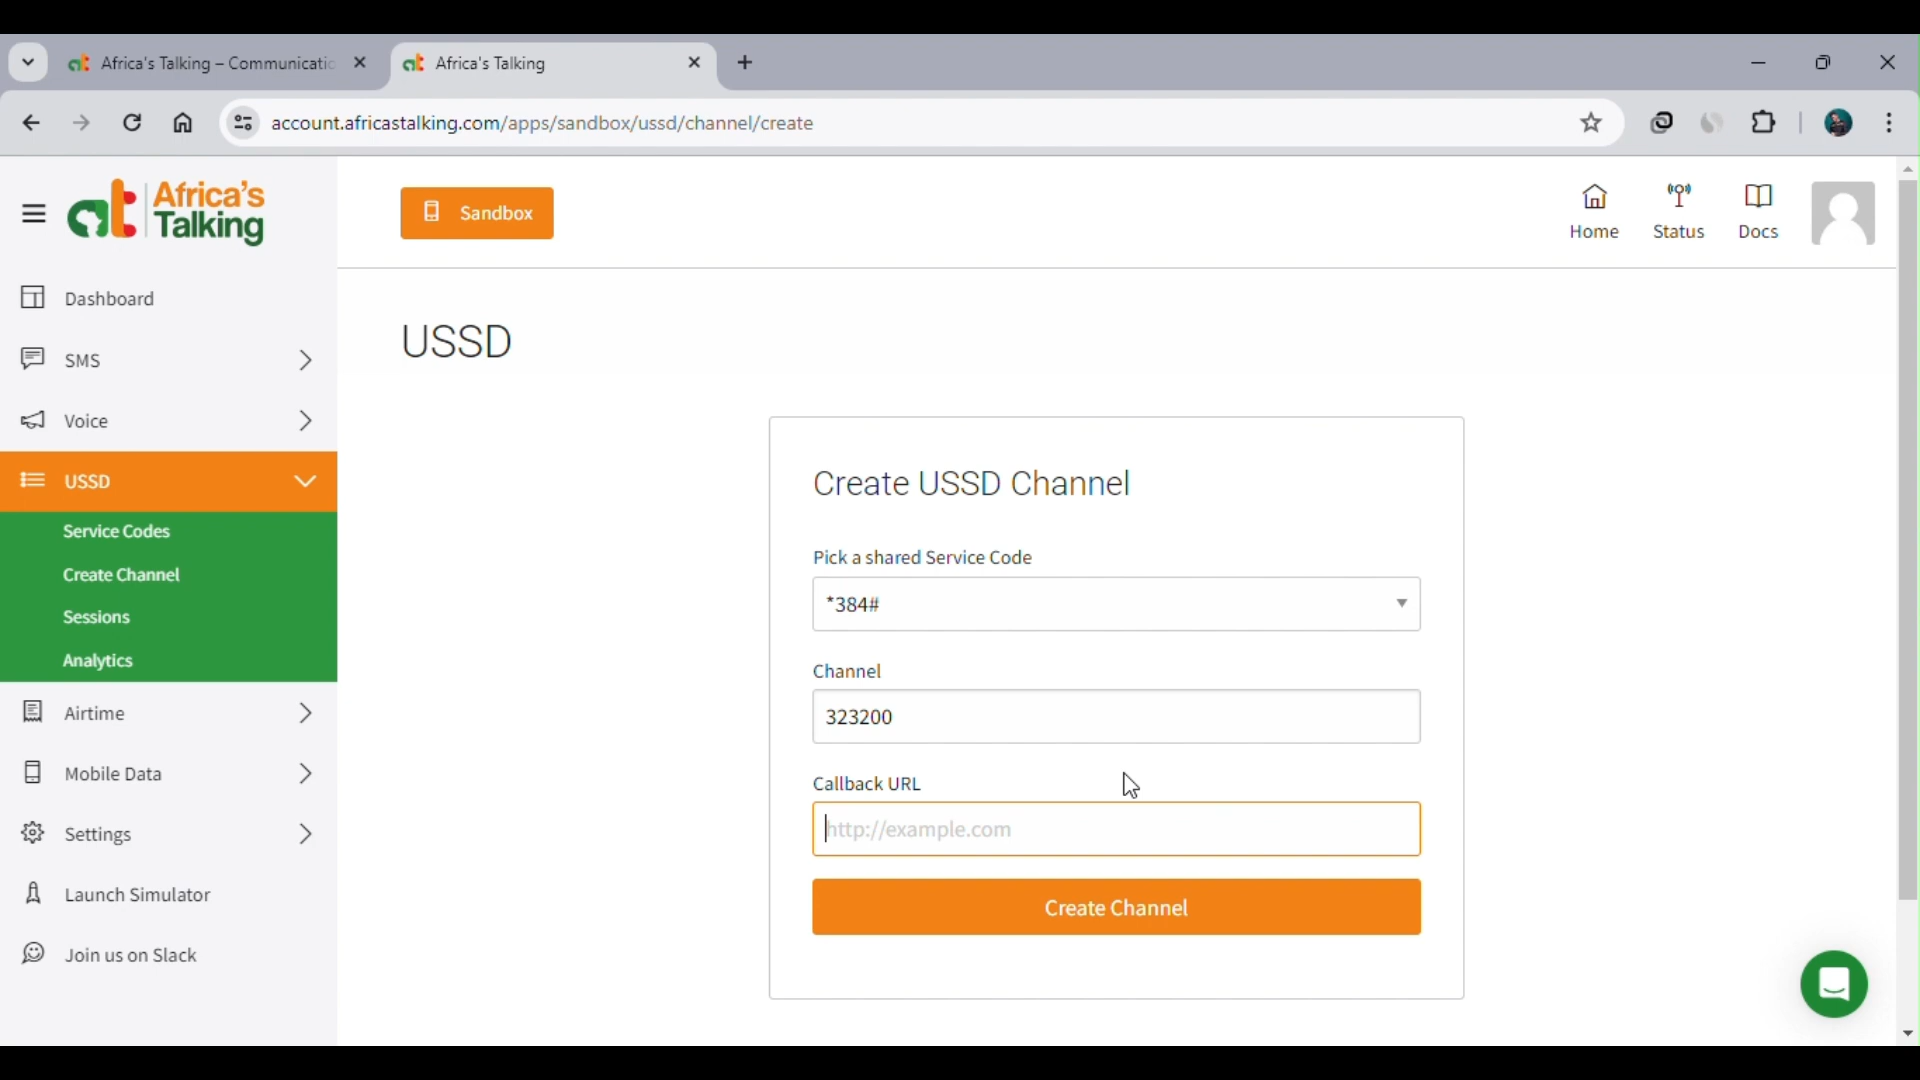 Africa's Talking – Communicatio
Africa's Talking
account.africastalking.com/apps/sandbox/ussd/channel/create
Africa's
Talking
Sandbox
Home
Status
Docs
Dashboard
SMS
Voice
USSD
Service Codes
Create Channel
Sessions
Analytics
Airtime
Mobile Data
Settings
Launch Simulator
Join us on Slack
USSD
Create USSD Channel
Pick a shared Service Code
*384#
Channel
323200
Callback URL
http://example.com
Create Channel